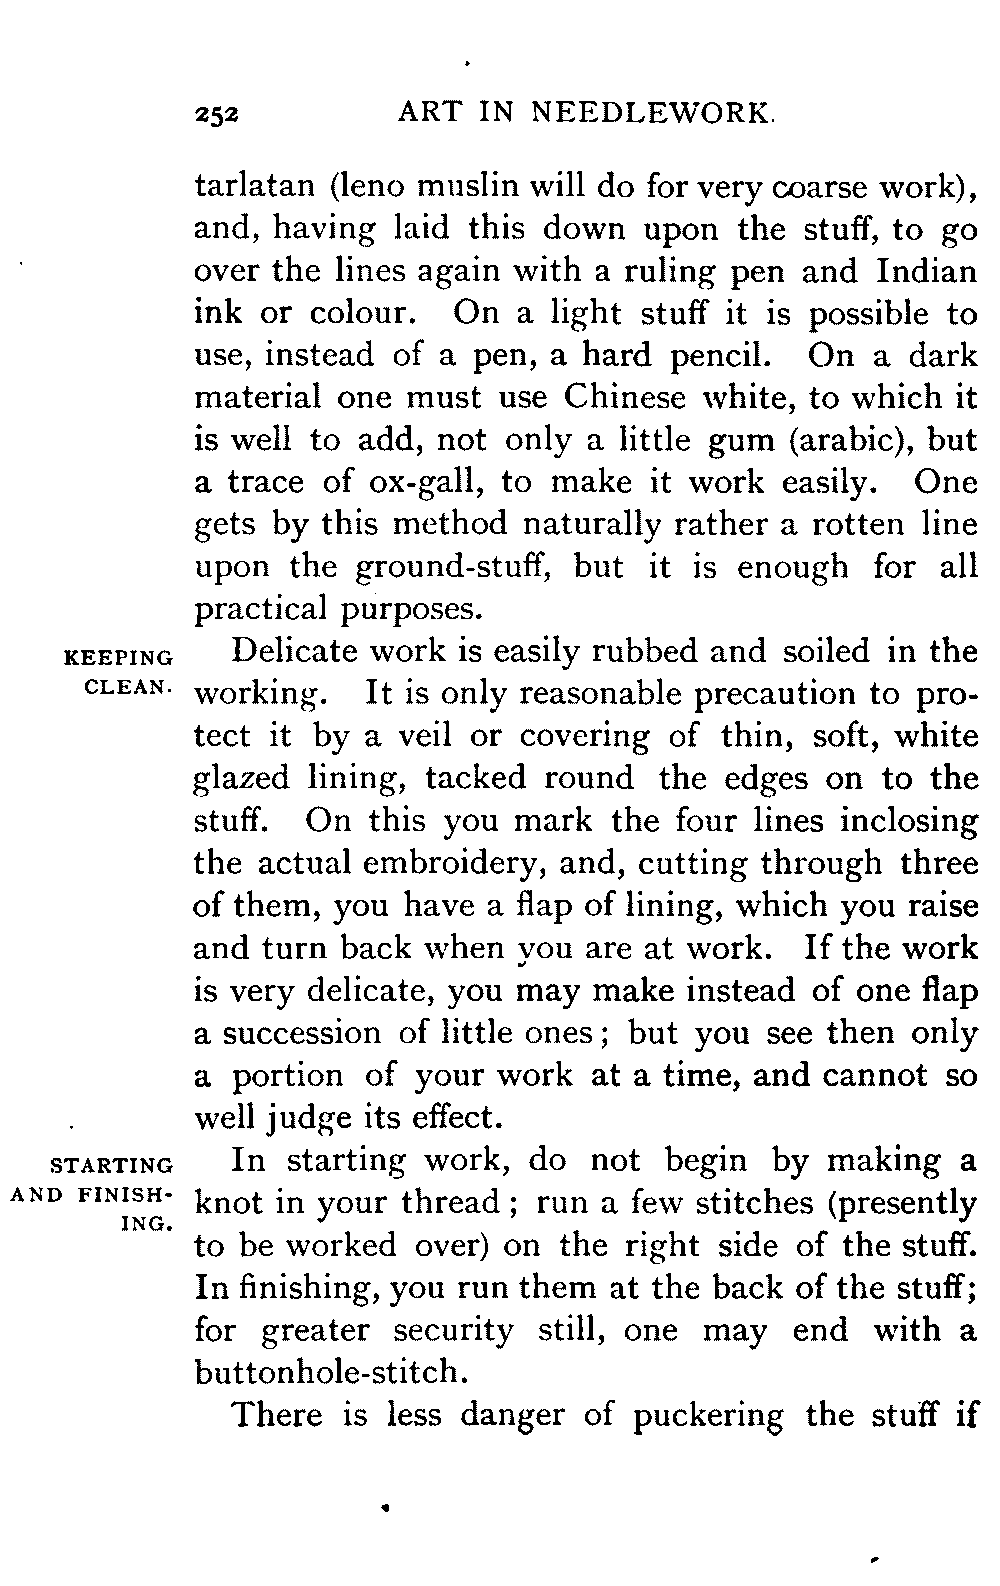 252 ART IN NEEDLEWORK.
tarlatan (leno muslin will do for very coarse work),
and, having laid this down upon the stuff, to go
over the lines again with a ruling pen and Indian
ink or colour. On a light stuff it is possible to
use, instead of a pen, a hard pencil. On a dark
material one must use Chinese white, to which it
is well to add, not only a little gum (arabic), but
a trace of ox-gall, to make it work easily. One
gets by this method naturally rather a rotten line
upon the ground-stuff, but it is enough for all
practical purposes.
KEEPING
CLEAN.
Delicate work is easily rubbed and soiled in the
working. It is only reasonable precaution to pro-
tect it by a veil or covering of thin, soft, white
glazed lining, tacked round the edges on to the
stuff. On this you mark the four lines inclosing
the actual embroidery, and, cutting through three
of them, you have a flap of lining, which you raise
and turn back when you are at work. If the work
is very delicate, you may make instead of one flap
a succession of little ones; but you see then only
a portion of your work at a time, and cannot so
well judge its effect.
STARTING
AND FINISH-
ING.
In starting work, do not begin by making a
knot in your thread; run a few stitches (presently
to be worked over) on the right side of the stuff.
In finishing, you run them at the back of the stuff;
for greater security still, one may end with a
buttonhole-stitch.
There is less danger of puckering the stuff if